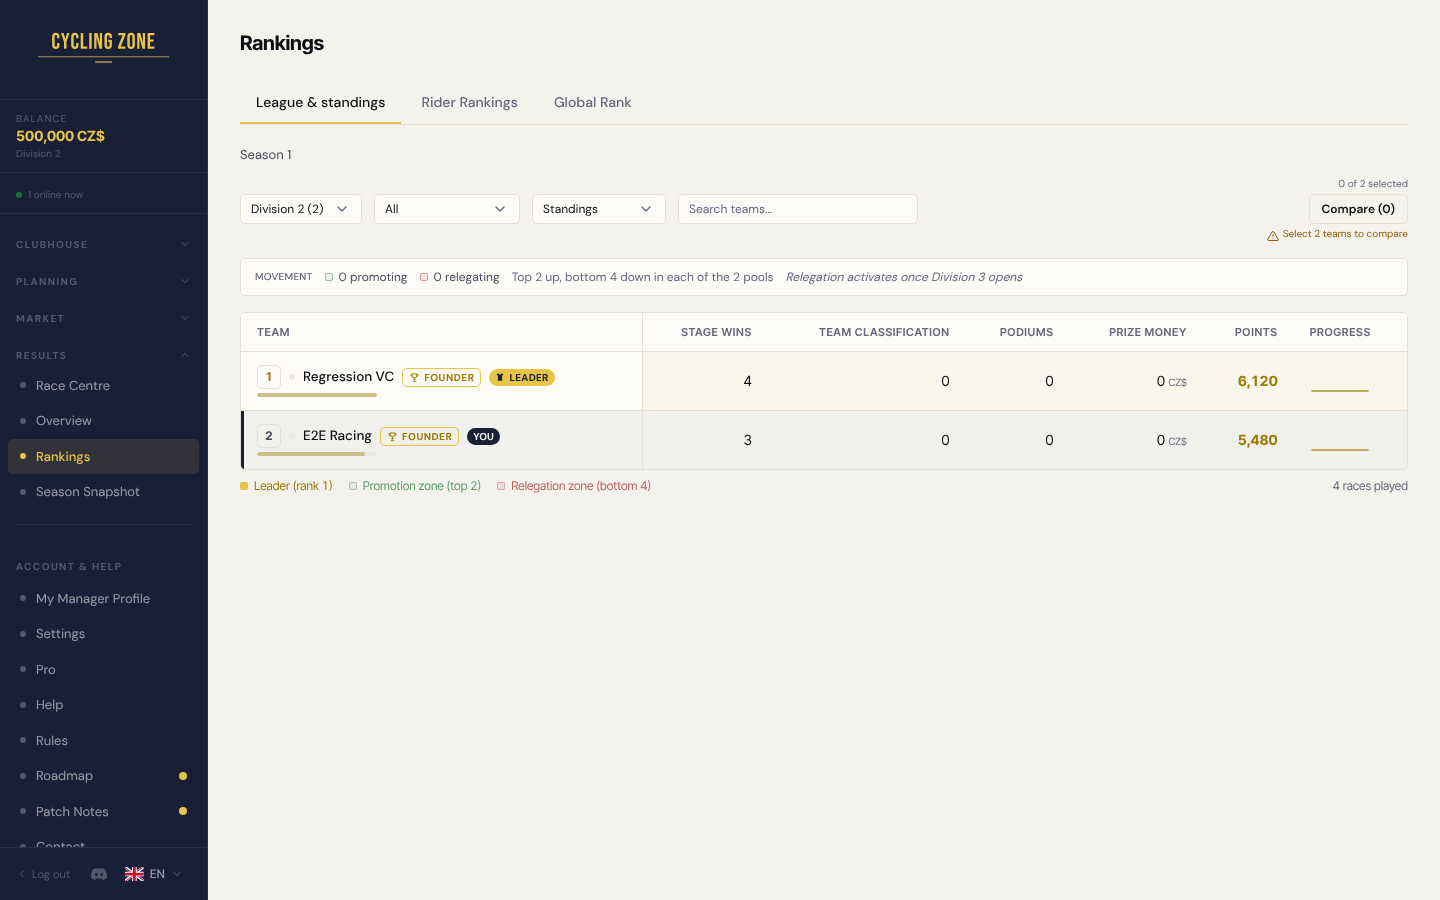 CYCLING ZONE
BALANCE
500,000 CZ$
Division 2
1 online now
CLUBHOUSE
PLANNING
MARKET
RESULTS
Race Centre
Overview
Rankings
Season Snapshot
ACCOUNT & HELP
My Manager Profile
Settings
Pro
Help
Rules
Roadmap
Patch Notes
Contact
Log out EN
Rankings
League & standings Rider Rankings Global Rank
Season 1
0 of 2 selected
Division 2 (2) All Standings Search teams... Compare (0)
Select 2 teams to compare
MOVEMENT 0 promoting 0 relegating Top 2 up, bottom 4 down in each of the 2 pools Relegation activates once Division 3 opens
TEAM STAGE WINS TEAM CLASSIFICATION PODIUMS PRIZE MONEY POINTS PROGRESS
1 Regression VC FOUNDER LEADER 4 0 0 0 CZ$ 6,120
2 E2E Racing FOUNDER YOU 3 0 0 0 CZ$ 5,480
Leader (rank 1) Promotion zone (top 2) Relegation zone (bottom 4) 4 races played